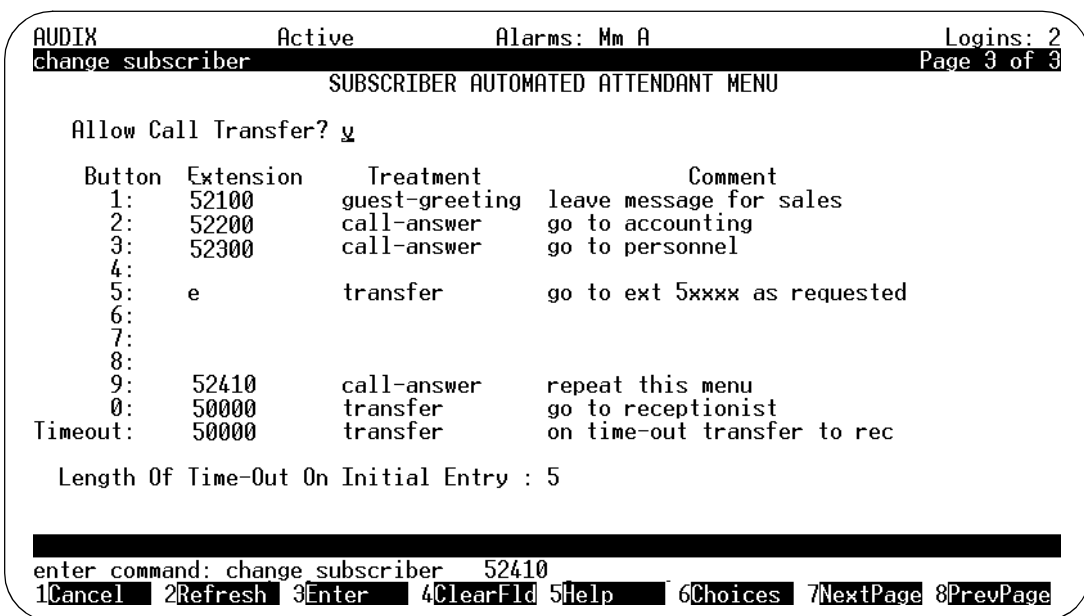 AUDIX Active Alarms: Mm A Logins: 2
change subscriber Page 3 of 3
SUBSCRIBER AUTOMATED ATTENDANT MENU
Allow Call Transfer? y
Button Extension Treatment Comment
1: 52100 guest-greeting leave message for sales
2: 52200 call-answer go to accounting
3: 52300 call-answer go to personnel
4:
5: e transfer go to ext 5xxxx as requested
6:
7:
8:
9: 52410 call-answer repeat this menu
0: 50000 transfer go to receptionist
Timeout: 50000 transfer on time-out transfer to rec
Length Of Time-Out On Initial Entry : 5
enter command: change subscriber 52410
1Cancel 2Refresh 3Enter 4ClearFld 5Help 6Choices 7NextPage 8PrevPage